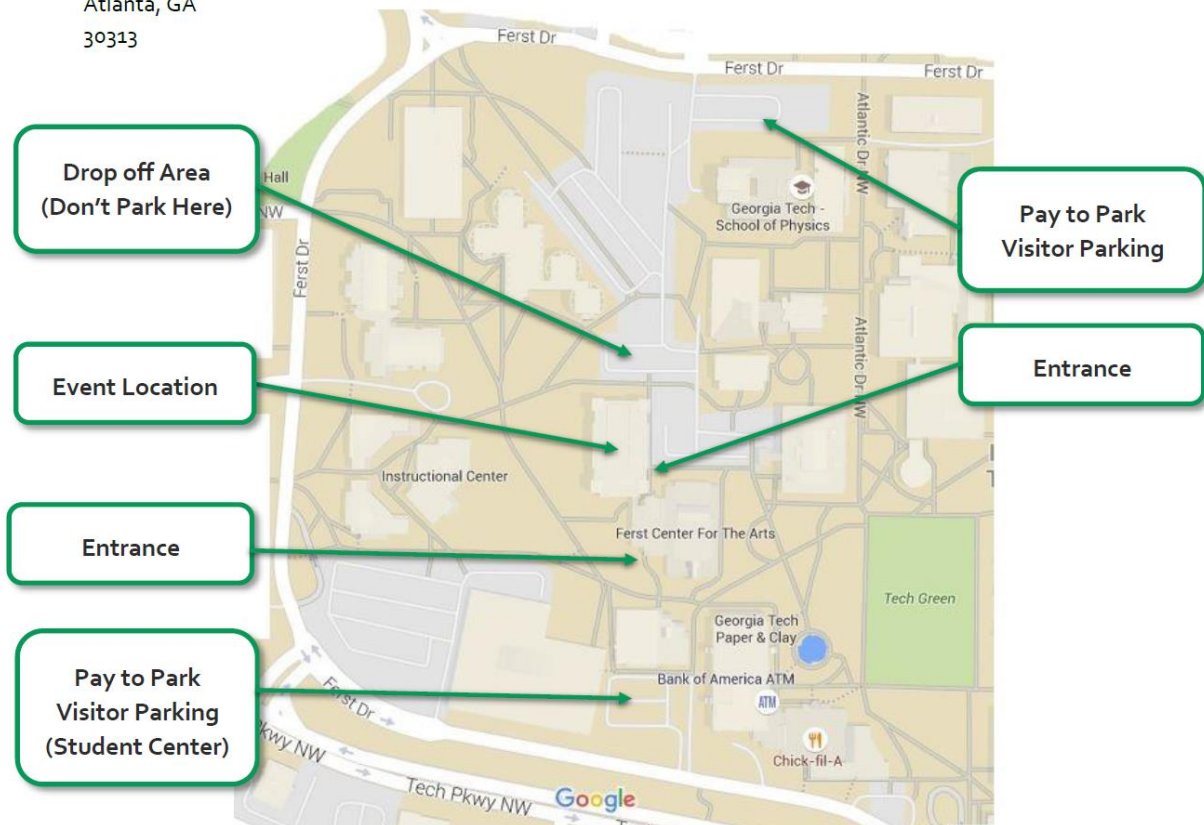 Atlanta, GA
30313
Ferst Dr
Ferst Dr
Ferst Dr
Atlantic Dr NW
Drop off Area
(Don't Park Here)
Hall
NW
Georgia Tech -
School of Physics
Pay to Park
Visitor Parking
Ferst Dr
Atlantic Dr NW
Event Location
Entrance
Instructional Center
Ferst Center For The Arts
Entrance
Tech Green
Georgia Tech
Paper & Clay
Bank of America ATM
ATM
Pay to Park
Visitor Parking
(Student Center)
Ferst Dr
Pkwy NW
Chick-fil-A
Tech Pkwy NW
Google